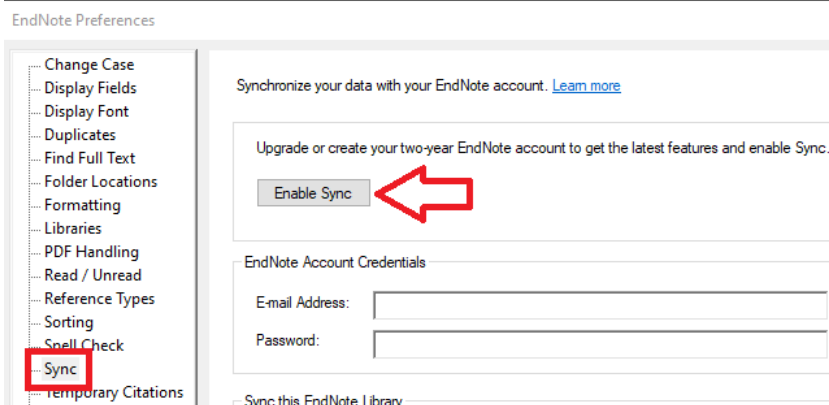 EndNote Preferences
Change Case
Display Fields
Display Font
Duplicates
Find Full Text
Folder Locations
Formatting
Libraries
PDF Handling
Read / Unread
Reference Types
Sorting
Spell Check
Sync
Temporary Citations
Synchronize your data with your EndNote account. Learn more
Upgrade or create your two-year EndNote account to get the latest features and enable Sync.
Enable Sync
EndNote Account Credentials
E-mail Address:
Password:
Sync this EndNote Library